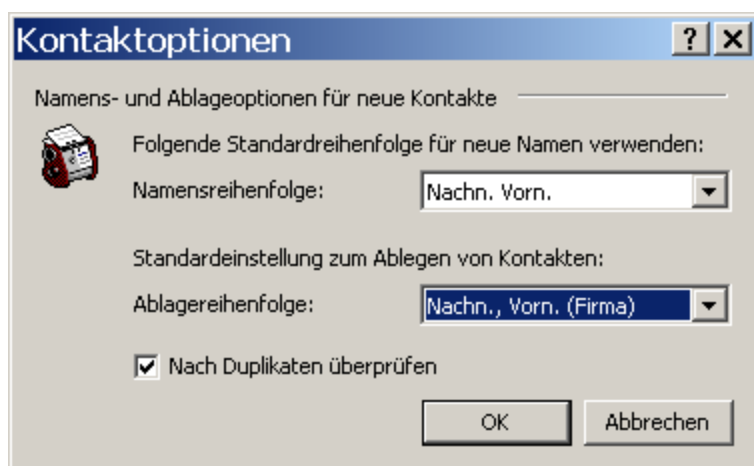 Kontaktoptionen
Namens- und Ablageoptionen für neue Kontakte
Folgende Standardreihenfolge für neue Namen verwenden:
Namensreihenfolge: Nachn. Vorn.
Standardeinstellung zum Ablegen von Kontakten:
Ablagereihenfolge: Nachn., Vorn. (Firma)
Nach Duplikaten überprüfen
OK Abbrechen